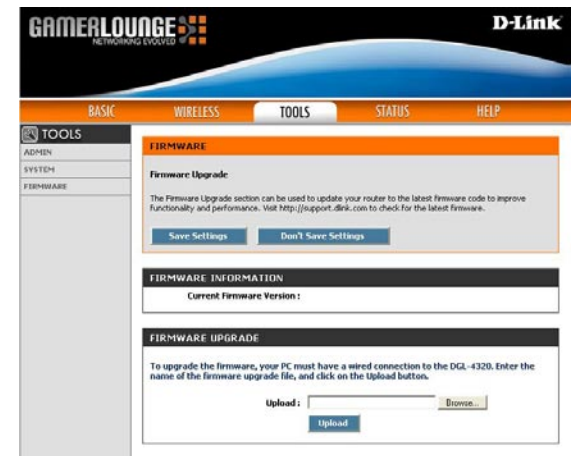 GAMERLOUNGE
NETWORKING EVOLVED
D-Link
BASIC WIRELESS TOOLS STATUS HELP
TOOLS
ADMIN
SYSTEM
FIRMWARE
FIRMWARE
Firmware Upgrade
The Firmware Upgrade section can be used to update your router to the latest firmware code to improve
functionality and performance. Visit http://support.dlink.com to check for the latest firmware.
Save Settings Don't Save Settings
FIRMWARE INFORMATION
Current Firmware Version :
FIRMWARE UPGRADE
To upgrade the firmware, your PC must have a wired connection to the DGL-4320. Enter the
name of the firmware upgrade file, and click on the Upload button.
Upload : Browse...
Upload